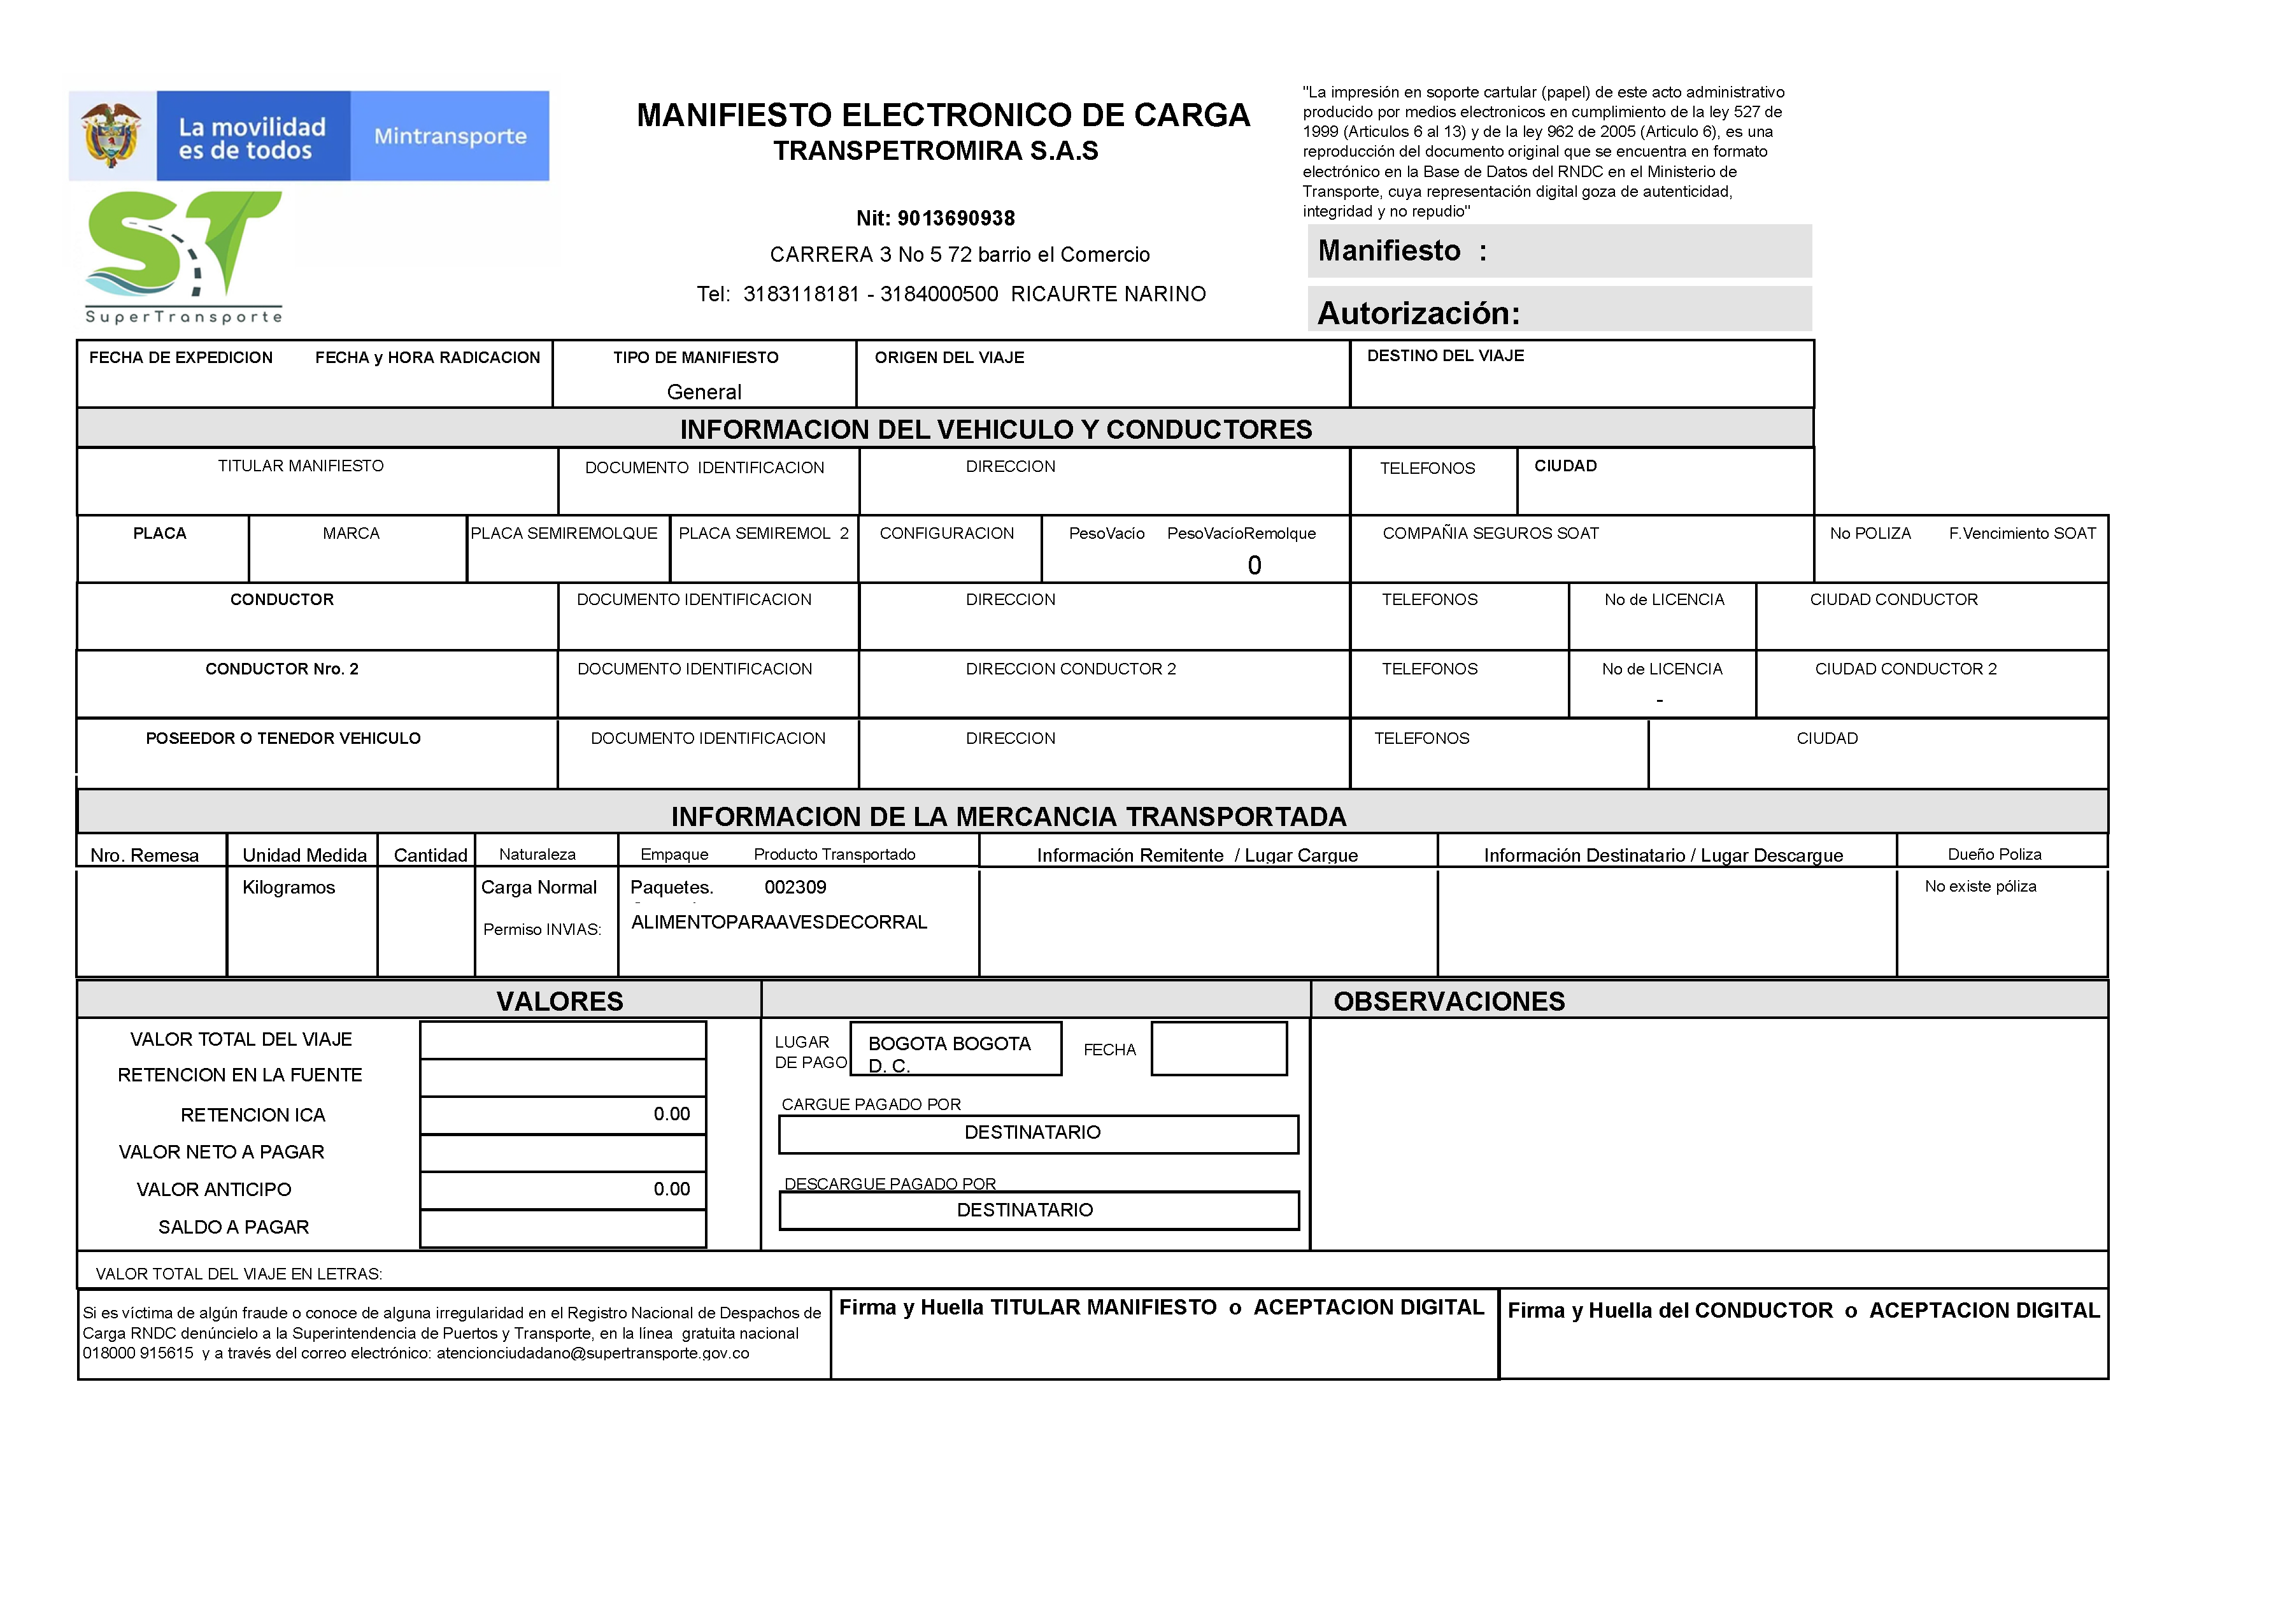 La movilidad
es de todos
Mintransporte
SuperTransporte
MANIFIESTO ELECTRONICO DE CARGA
TRANSPETROMIRA S.A.S
Nit: 9013690938
CARRERA 3 No 5 72 barrio el Comercio
Tel: 3183118181 - 3184000500 RICAURTE NARINO
"La impresión en soporte cartular (papel) de este acto administrativo
producido por medios electronicos en cumplimiento de la ley 527 de
1999 (Articulos 6 al 13) y de la ley 962 de 2005 (Articulo 6), es una
reproducción del documento original que se encuentra en formato
electrónico en la Base de Datos del RNDC en el Ministerio de
Transporte, cuya representación digital goza de autenticidad,
integridad y no repudio"
Manifiesto :
Autorización:
FECHA DE EXPEDICION FECHA y HORA RADICACION TIPO DE MANIFIESTO ORIGEN DEL VIAJE DESTINO DEL VIAJE
General
INFORMACION DEL VEHICULO Y CONDUCTORES
TITULAR MANIFIESTO DOCUMENTO IDENTIFICACION DIRECCION TELEFONOS CIUDAD
PLACA MARCA PLACA SEMIREMOLQUE PLACA SEMIREMOL 2 CONFIGURACION PesoVacío PesoVacíoRemolque COMPAÑIA SEGUROS SOAT No POLIZA F.Vencimiento SOAT
0
CONDUCTOR DOCUMENTO IDENTIFICACION DIRECCION TELEFONOS No de LICENCIA CIUDAD CONDUCTOR
CONDUCTOR Nro. 2 DOCUMENTO IDENTIFICACION DIRECCION CONDUCTOR 2 TELEFONOS No de LICENCIA CIUDAD CONDUCTOR 2
-
POSEEDOR O TENEDOR VEHICULO DOCUMENTO IDENTIFICACION DIRECCION TELEFONOS CIUDAD
INFORMACION DE LA MERCANCIA TRANSPORTADA
Nro. Remesa Unidad Medida Cantidad Naturaleza Empaque Producto Transportado Información Remitente / Lugar Cargue Información Destinatario / Lugar Descargue Dueño Poliza
Kilogramos Carga Normal Paquetes. 002309 No existe póliza
Permiso INVIAS: ALIMENTOPARAAVESDECORRAL
VALORES OBSERVACIONES
VALOR TOTAL DEL VIAJE
RETENCION EN LA FUENTE
RETENCION ICA 0.00
VALOR NETO A PAGAR
VALOR ANTICIPO 0.00
SALDO A PAGAR
LUGAR
DE PAGO
BOGOTA BOGOTA
D. C.
FECHA
CARGUE PAGADO POR
DESTINATARIO
DESCARGUE PAGADO POR
DESTINATARIO
VALOR TOTAL DEL VIAJE EN LETRAS:
Si es víctima de algún fraude o conoce de alguna irregularidad en el Registro Nacional de Despachos de
Carga RNDC denúncielo a la Superintendencia de Puertos y Transporte, en la línea gratuita nacional
018000 915615 y a través del correo electrónico: atencionciudadano@supertransporte.gov.co
Firma y Huella TITULAR MANIFIESTO o ACEPTACION DIGITAL
Firma y Huella del CONDUCTOR o ACEPTACION DIGITAL